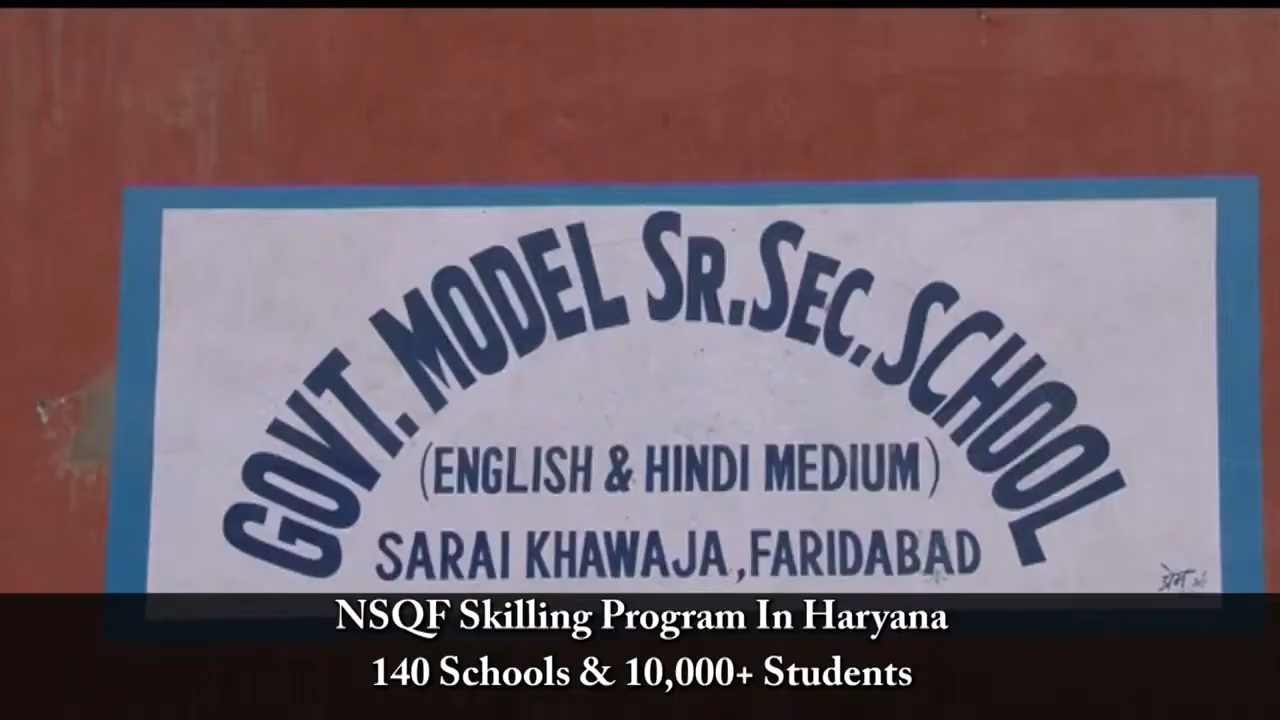 GOVT. MODEL SR. SEC. SCHOOL
(ENGLISH & HINDI MEDIUM)
SARAI KHAWAJA, FARIDABAD
प्रेम
NSQF Skilling Program In Haryana
140 Schools & 10,000+ Students